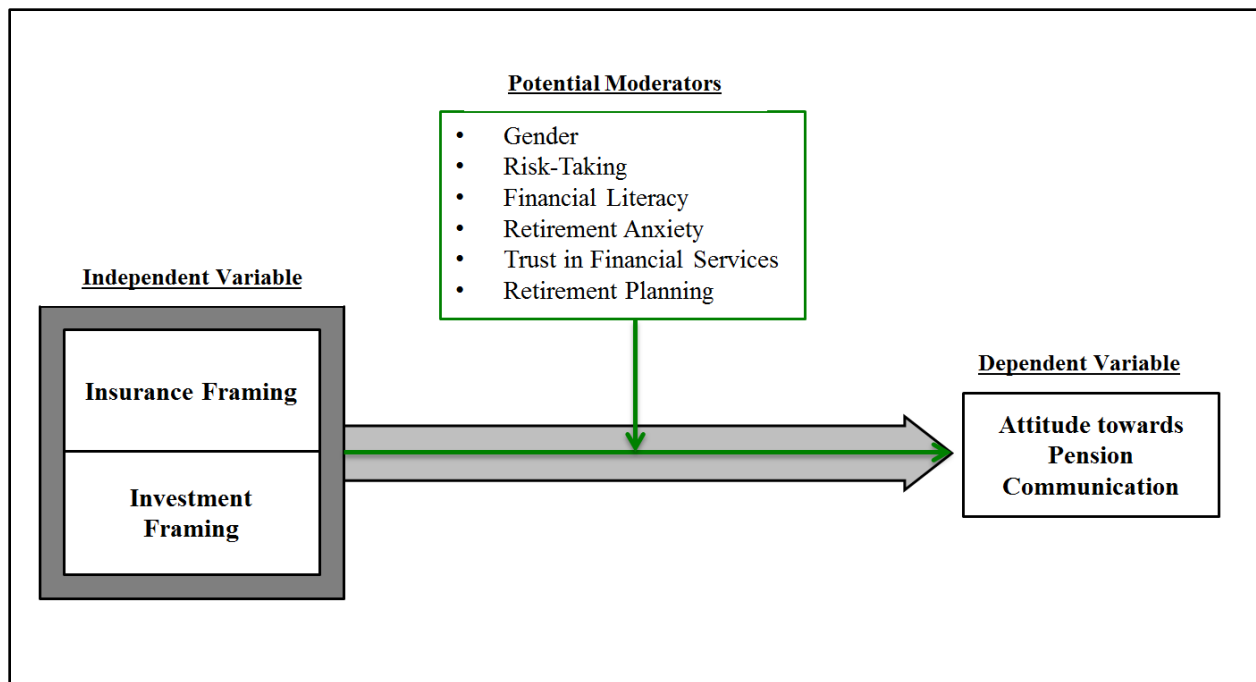 Potential Moderators
• Gender
• Risk-Taking
• Financial Literacy
• Retirement Anxiety
• Trust in Financial Services
• Retirement Planning
Independent Variable
Insurance Framing
Investment
Framing
Dependent Variable
Attitude towards
Pension
Communication